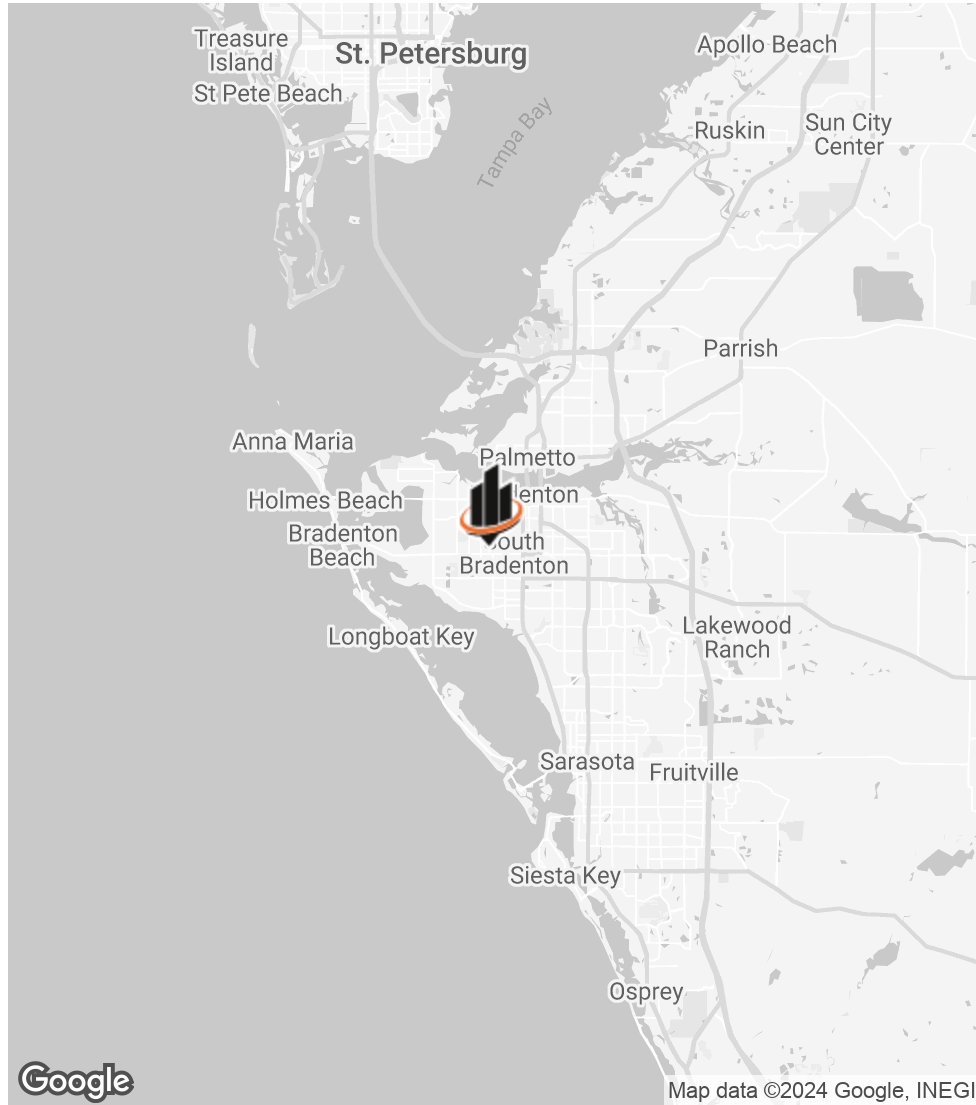 Treasure
Island
St. Petersburg
Apollo Beach
St Pete Beach
Tampa Bay
Ruskin
Sun City
Center
Parrish
Anna Maria
Palmetto
Holmes Beach
Bradenton
Beach
South
Bradenton
Longboat Key
Lakewood
Ranch
Sarasota
Fruitville
Siesta Key
Osprey
Google
Map data ©2024 Google, INEGI